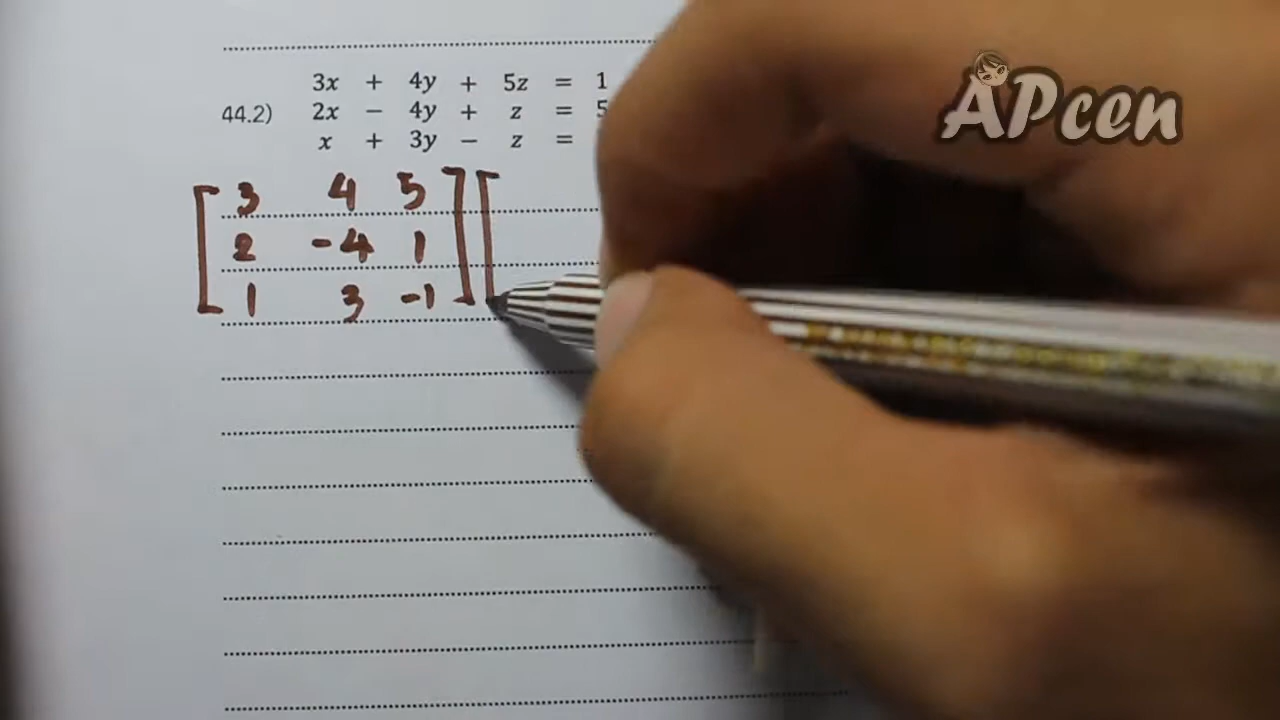 APcen
3x + 4y + 5z = 1
44.2) 2x − 4y + z = 5
x + 3y − z =
[ 3 4 5 ] [
2 -4 1
1 3 -1